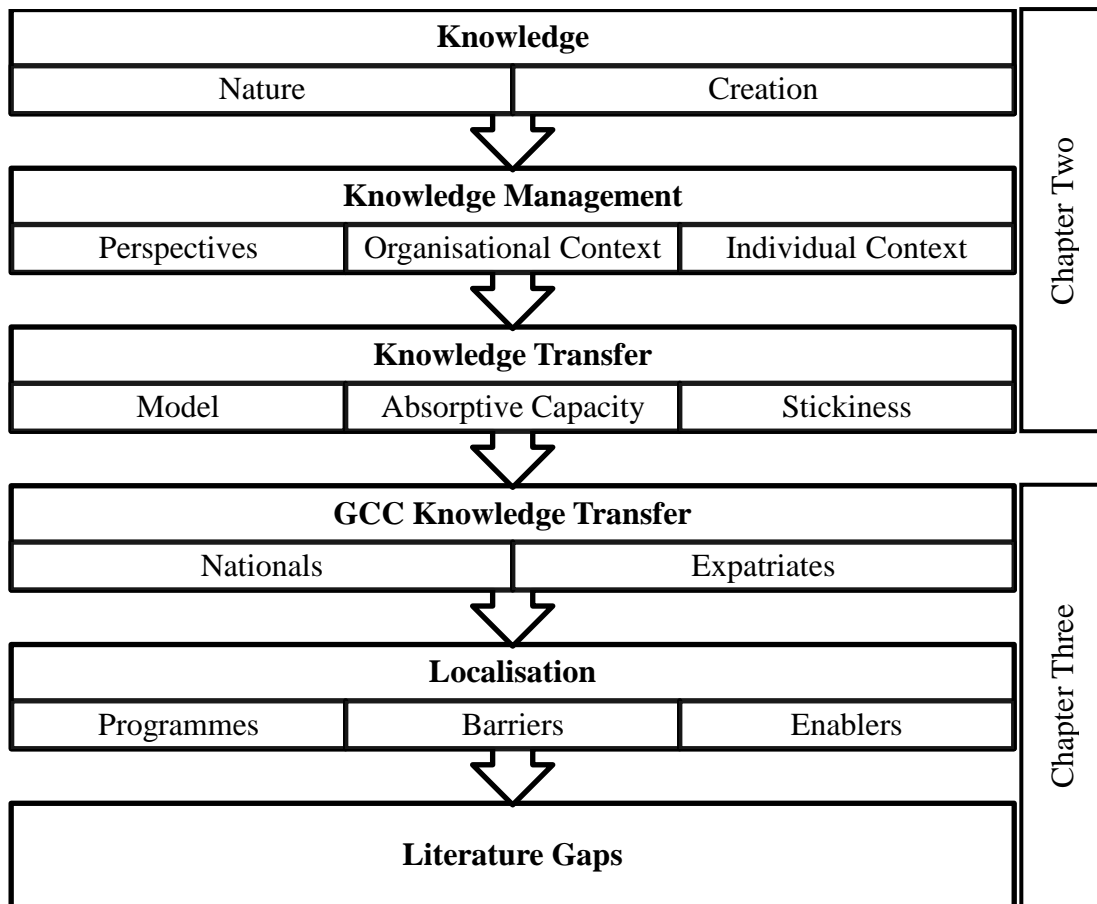 Knowledge
Nature
Creation
Knowledge Management
Perspectives
Organisational Context
Individual Context
Knowledge Transfer
Model
Absorptive Capacity
Stickiness
Chapter Two
GCC Knowledge Transfer
Nationals
Expatriates
Localisation
Programmes
Barriers
Enablers
Literature Gaps
Chapter Three